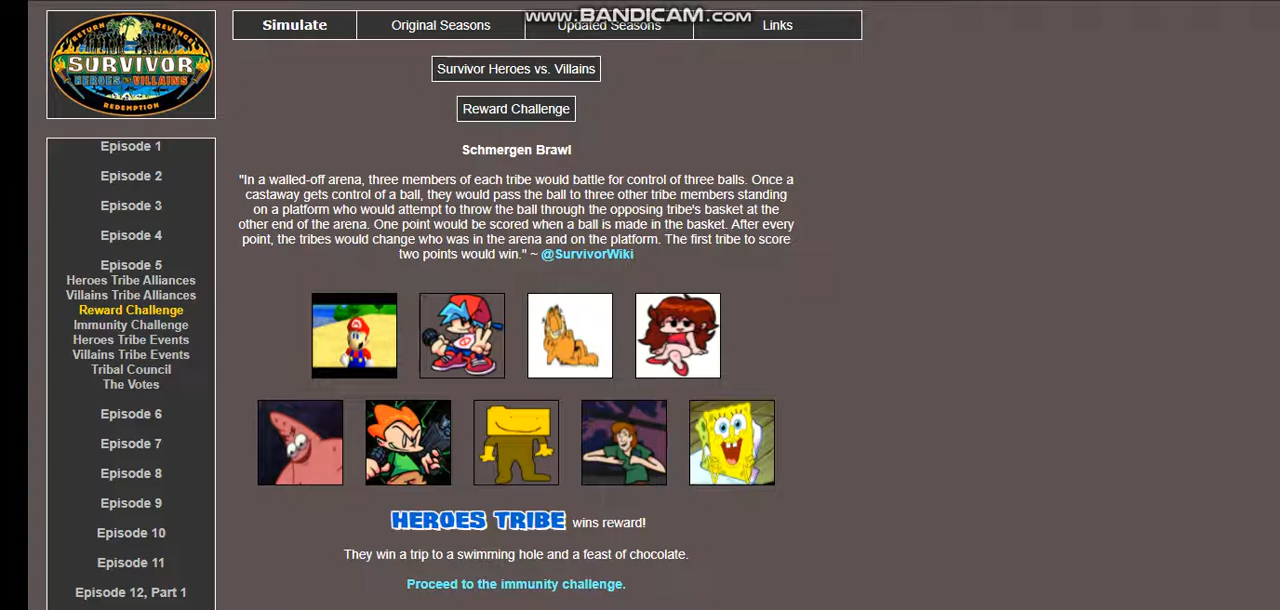 www.BANDICAM.com
RETURN REVENGE
SURVIVOR
HEROES VILLAINS
REDEMPTION
Simulate
Original Seasons
Updated Seasons
Links
Survivor Heroes vs. Villains
Reward Challenge
Schmergen Brawl
"In a walled-off arena, three members of each tribe would battle for control of three balls. Once a
castaway gets control of a ball, they would pass the ball to three other tribe members standing
on a platform who would attempt to throw the ball through the opposing tribe's basket at the
other end of the arena. One point would be scored when a ball is made in the basket. After every
point, the tribes would change who was in the arena and on the platform. The first tribe to score
two points would win." ~ @SurvivorWiki
HEROES TRIBE wins reward!
They win a trip to a swimming hole and a feast of chocolate.
Proceed to the immunity challenge.
Episode 1
Episode 2
Episode 3
Episode 4
Episode 5
Heroes Tribe Alliances
Villains Tribe Alliances
Reward Challenge
Immunity Challenge
Heroes Tribe Events
Villains Tribe Events
Tribal Council
The Votes
Episode 6
Episode 7
Episode 8
Episode 9
Episode 10
Episode 11
Episode 12, Part 1